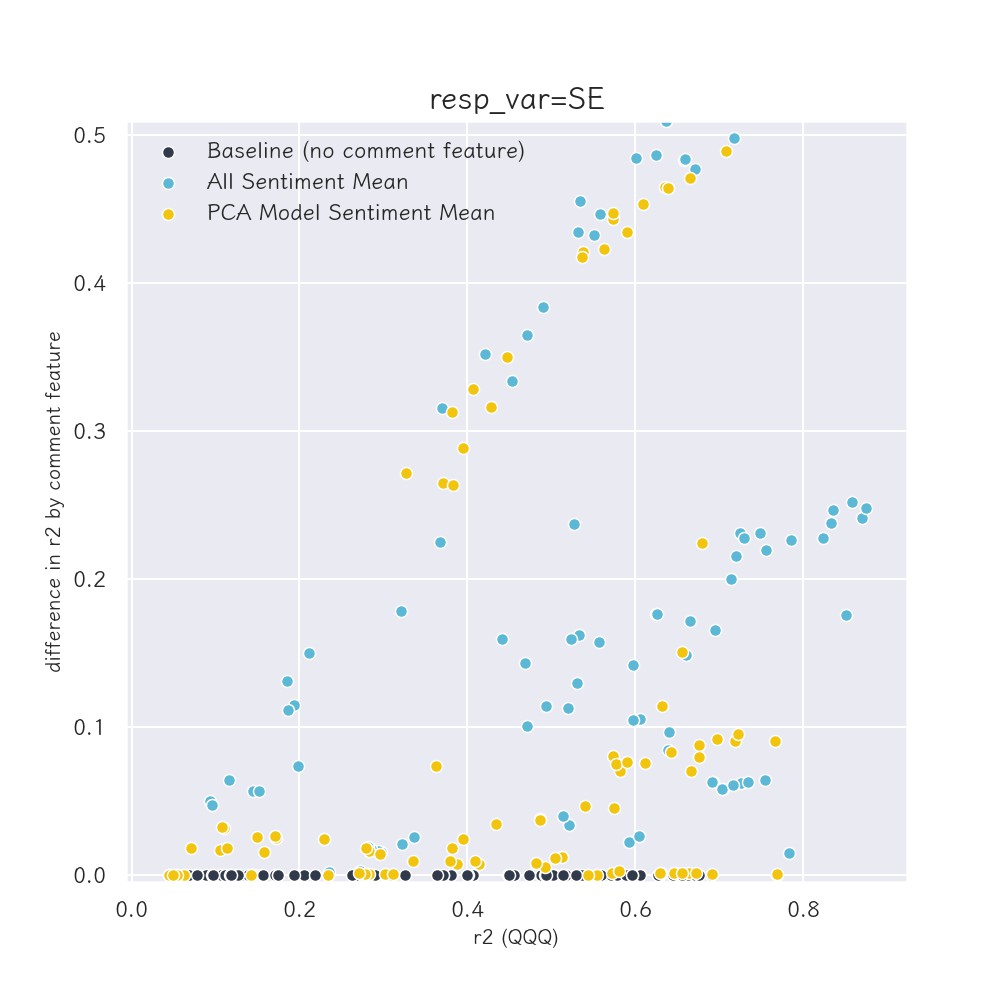 resp_var=SE
0.5
Baseline (no comment feature)
All Sentiment Mean
PCA Model Sentiment Mean
0.4
0.3
0.2
0.1
0.0
difference in r2 by comment feature
0.0 0.2 0.4 0.6 0.8
r2 (QQQ)